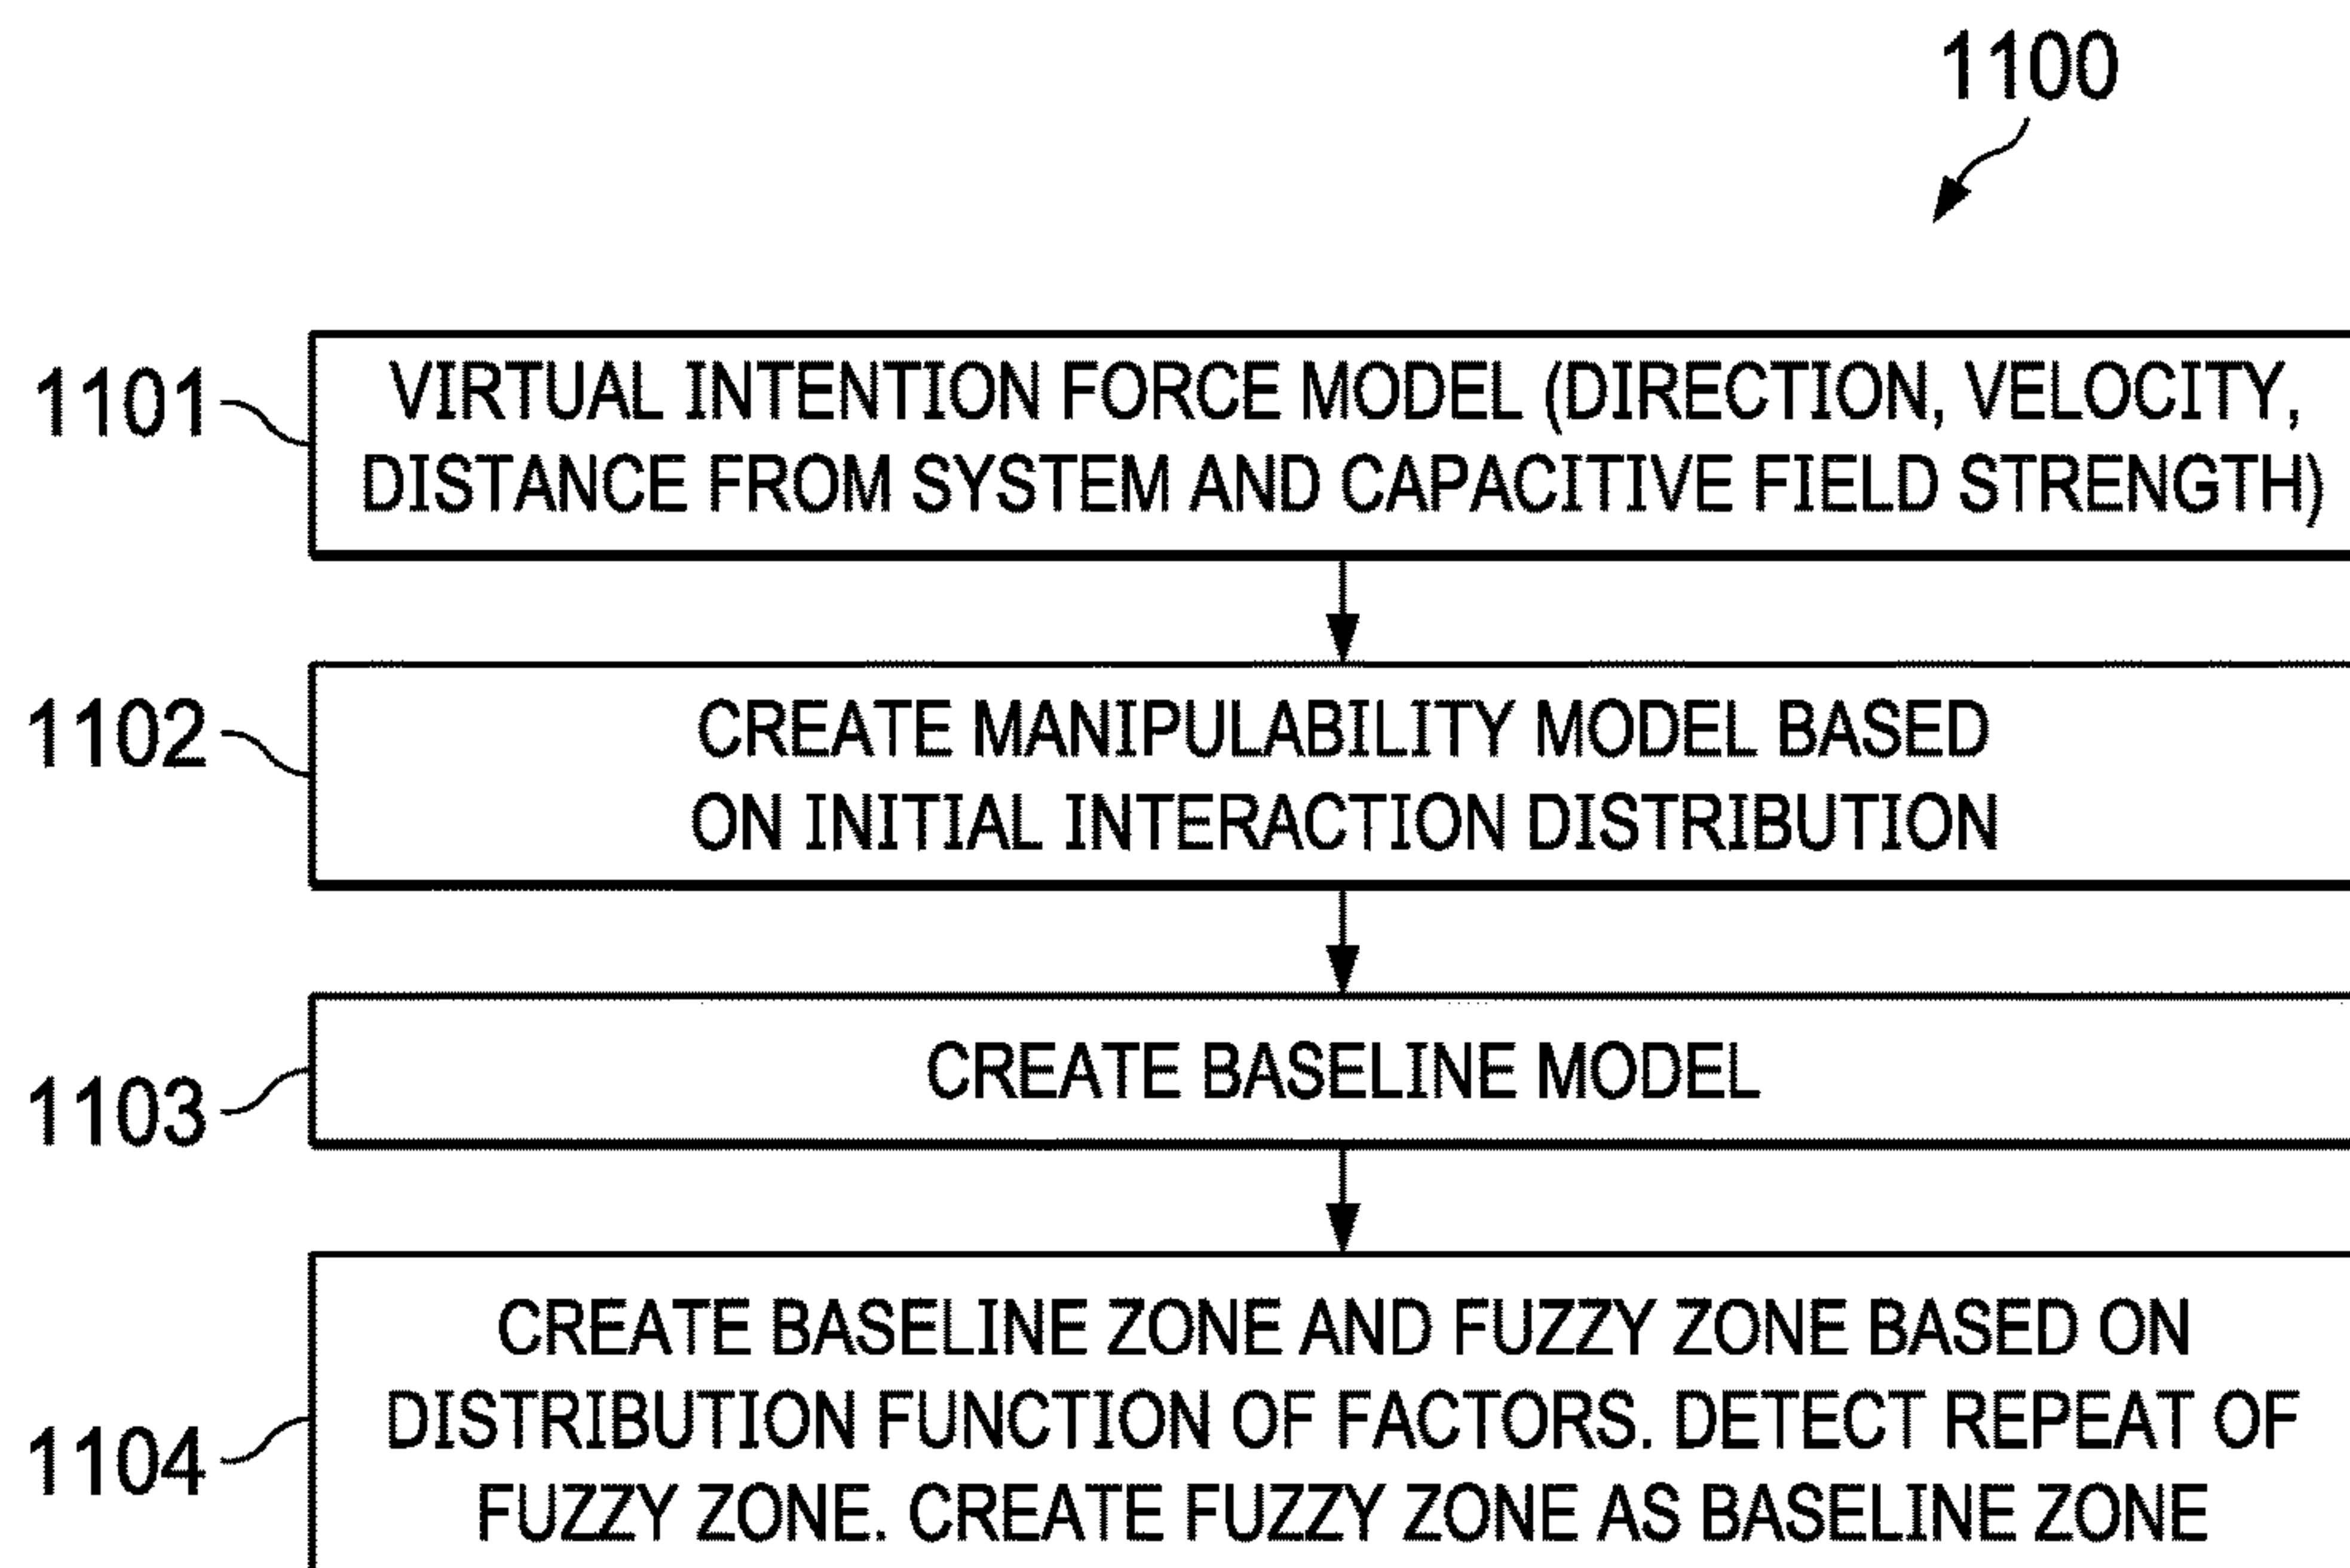 1100
1101
VIRTUAL INTENTION FORCE MODEL (DIRECTION, VELOCITY,
DISTANCE FROM SYSTEM AND CAPACITIVE FIELD STRENGTH)
1102
CREATE MANIPULABILITY MODEL BASED
ON INITIAL INTERACTION DISTRIBUTION
1103
CREATE BASELINE MODEL
1104
CREATE BASELINE ZONE AND FUZZY ZONE BASED ON
DISTRIBUTION FUNCTION OF FACTORS. DETECT REPEAT OF
FUZZY ZONE. CREATE FUZZY ZONE AS BASELINE ZONE